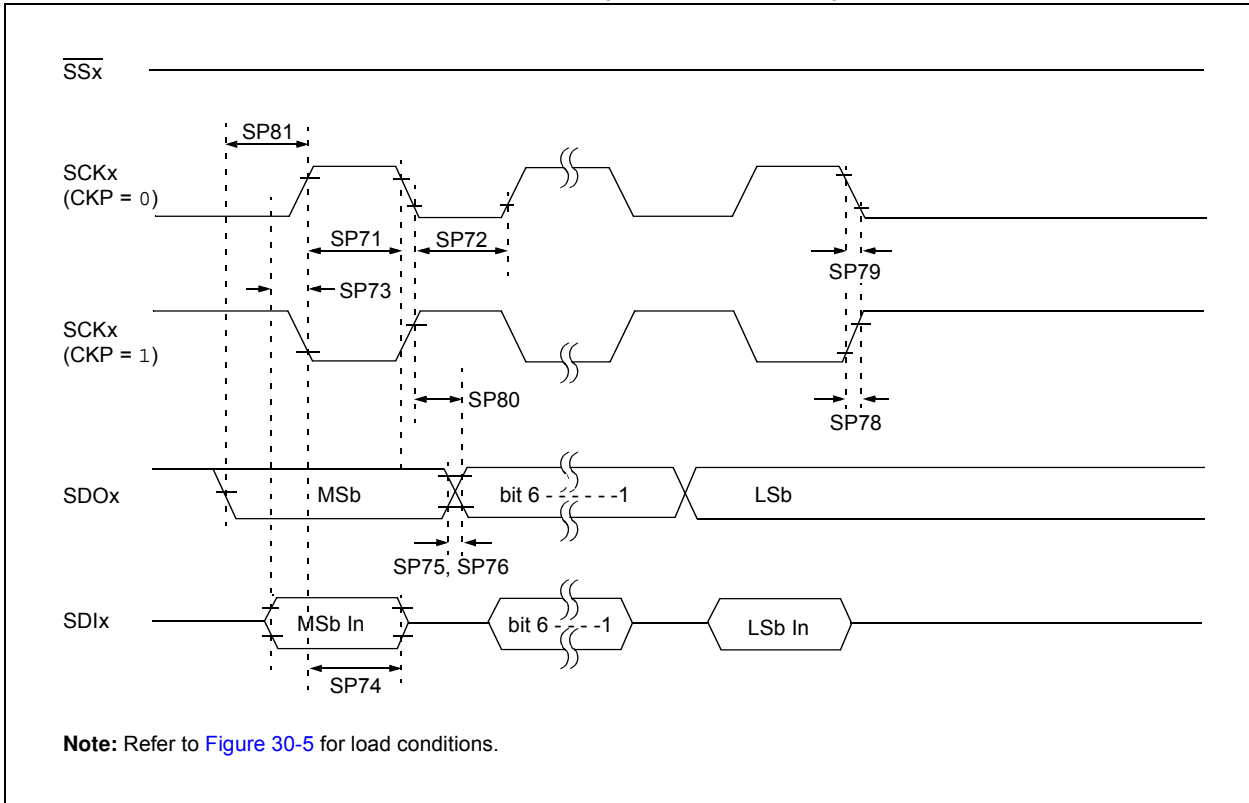 SSx
SP81
SCKx
(CKP = 0)
SP71
SP72
SP79
SP73
SCKx
(CKP = 1)
SP80
SP78
SDOx
MSb
bit 6 - - - - - -1
LSb
SP75, SP76
SDIx
MSb In
bit 6 - - - -1
LSb In
SP74
Note: Refer to Figure 30-5 for load conditions.